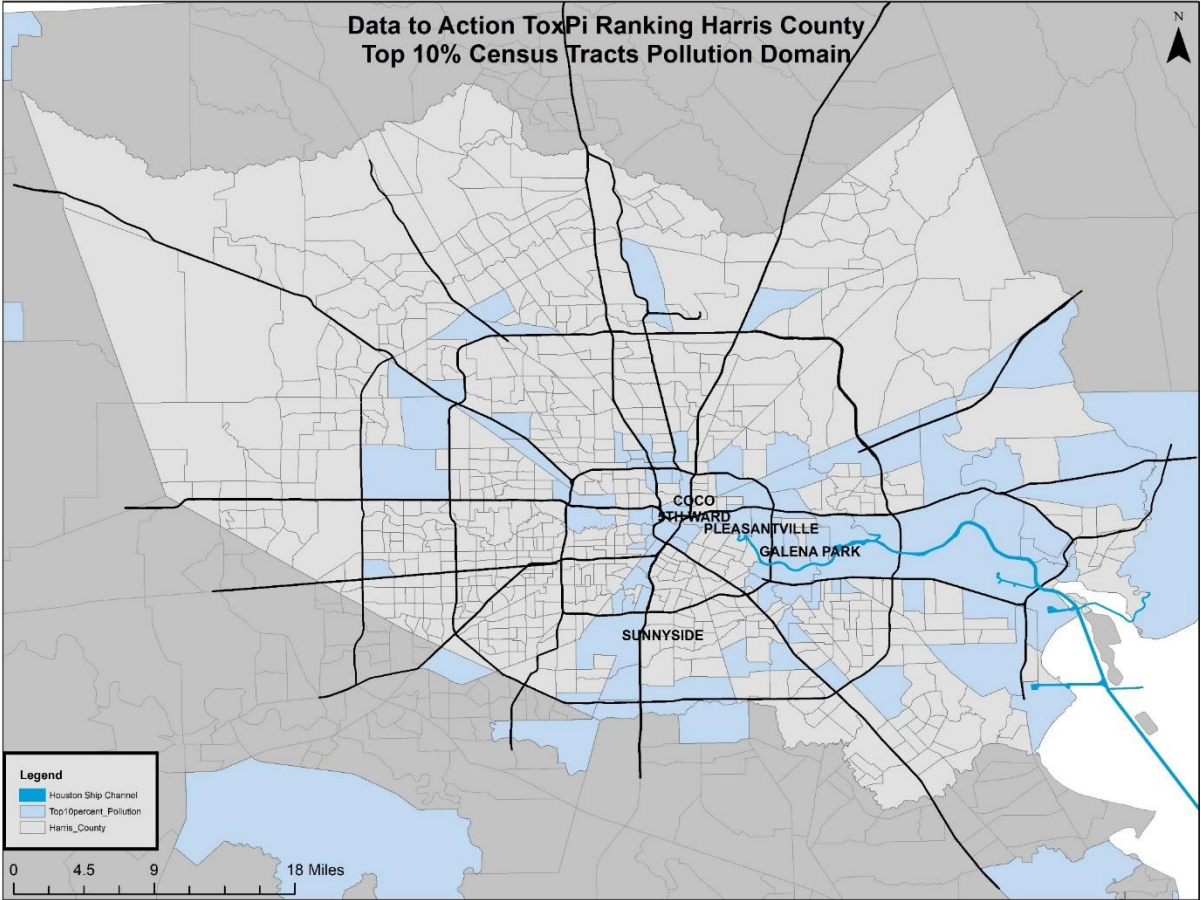 Data to Action ToxPi Ranking Harris County
Top 10% Census Tracts Pollution Domain
N
COCO
5TH WARD
PLEASANTVILLE
GALENA PARK
SUNNYSIDE
Legend
Houston Ship Channel
Top10percent_Pollution
Harris_County
0 4.5 9 18 Miles